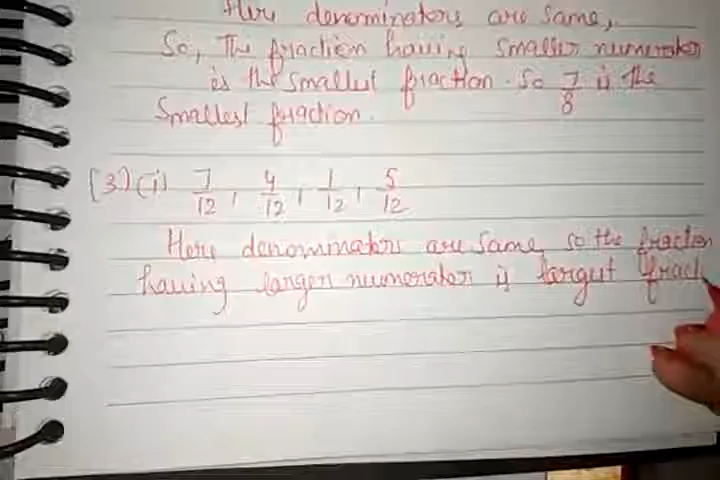 Here denominators are same,
So, The fraction having smaller numerator
is the smallest fraction. So 7/8 is the
Smallest fraction.
(3) (i) 7/12, 4/12, 1/12, 5/12
Here denominators are same so the fraction
having larger numerator is largest fract